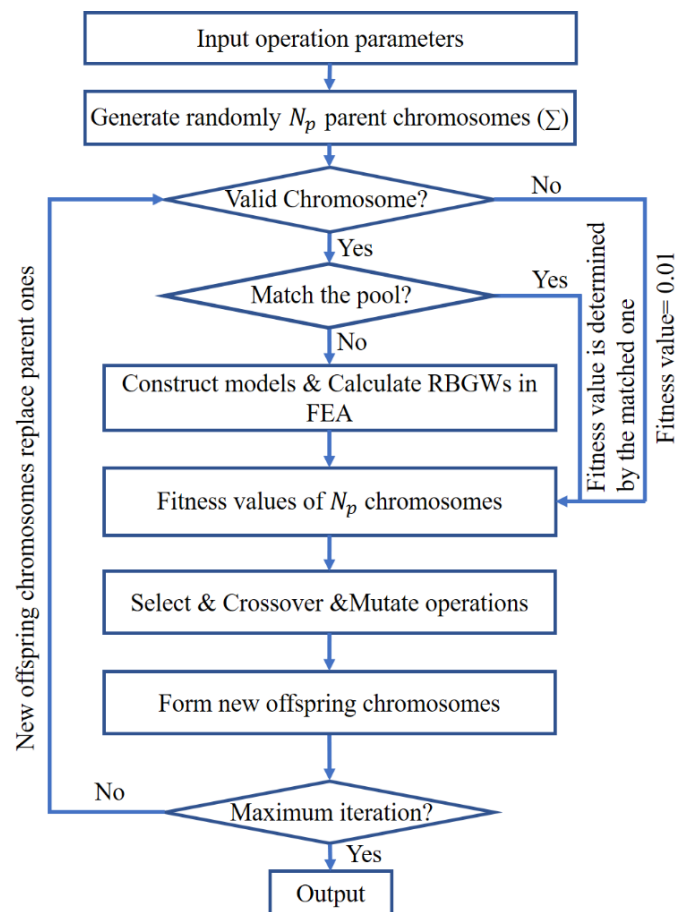 Input operation parameters
Generate randomly N_p parent chromosomes (∑)
Valid Chromosome?
No
Yes
Match the pool?
Yes
No
Construct models & Calculate RBGWs in
FEA
Fitness values of N_p chromosomes
Select & Crossover &Mutate operations
Form new offspring chromosomes
Maximum iteration?
No
Yes
Output
New offspring chromosomes replace parent ones
Fitness value is determined
by the matched one
Fitness value= 0.01